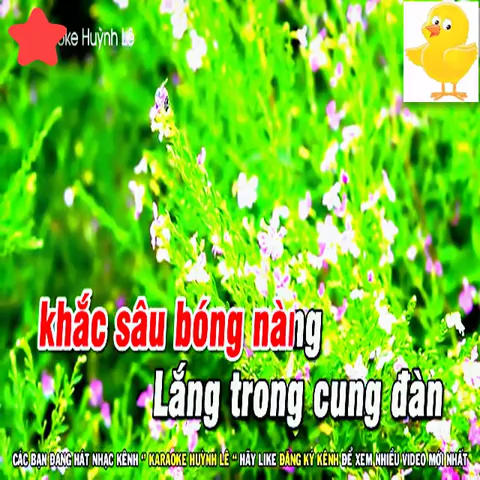 oke Huỳnh Lê
khắc sâu bóng nàng
Lắng trong cung đàn
CÁC BẠN ĐANG HÁT NHẠC KÊNH " KARAOKE HUỲNH LÊ " HÃY LIKE ĐĂNG KÝ KÊNH ĐỂ XEM NHIỀU VIDEO MỚI NHẤT